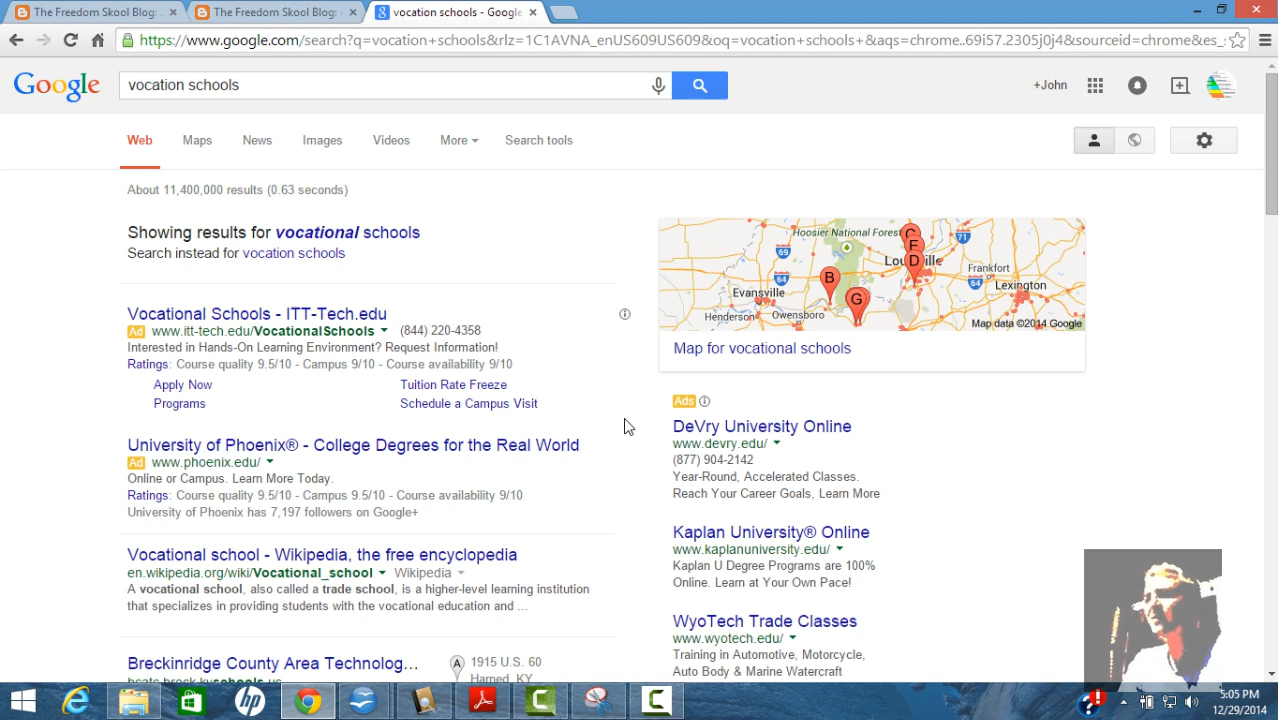 The Freedom Skool Blog:
The Freedom Skool Blog: 
vocation schools - Google
https://www.google.com/search?q=vocation+schools&rlz=1C1AVNA_enUS609US609&oq=vocation+schools+&aqs=chrome..69i57.2305j0j4&sourceid=chrome&es_
Google
vocation schools
+John
Web
Maps
News
Images
Videos
More
Search tools
About 11,400,000 results (0.63 seconds)
Showing results for vocational schools
Search instead for vocation schools
Vocational Schools - ITT-Tech.edu
Ad www.itt-tech.edu/VocationalSchools (844) 220-4358
Interested in Hands-On Learning Environment? Request Information!
Ratings: Course quality 9.5/10 - Campus 9/10 - Course availability 9/10
Apply Now
Tuition Rate Freeze
Programs
Schedule a Campus Visit
University of Phoenix® - College Degrees for the Real World
Ad www.phoenix.edu/
Online or Campus. Learn More Today.
Ratings: Course quality 9.5/10 - Campus 9.5/10 - Course availability 9/10
University of Phoenix has 7,197 followers on Google+
Vocational school - Wikipedia, the free encyclopedia
en.wikipedia.org/wiki/Vocational_school Wikipedia
A vocational school, also called a trade school, is a higher-level learning institution
that specializes in providing students with the vocational education and ...
Breckinridge County Area Technolog...
A 1915 U.S. 60
Harned, KY
Hoosier National Forest
C
71
E
69
Louisville
D
64
B
Frankfort
64
Evansville
G
Lexington
Henderson
Owensboro
Map data ©2014 Google
Map for vocational schools
Ads
DeVry University Online
www.devry.edu/
(877) 904-2142
Year-Round, Accelerated Classes.
Reach Your Career Goals, Learn More
Kaplan University® Online
www.kaplanuniversity.edu/
Kaplan U Degree Programs are 100%
Online. Learn at Your Own Pace!
WyoTech Trade Classes
www.wyotech.edu/
Training in Automotive, Motorcycle,
Auto Body & Marine Watercraft
5:05 PM
12/29/2014